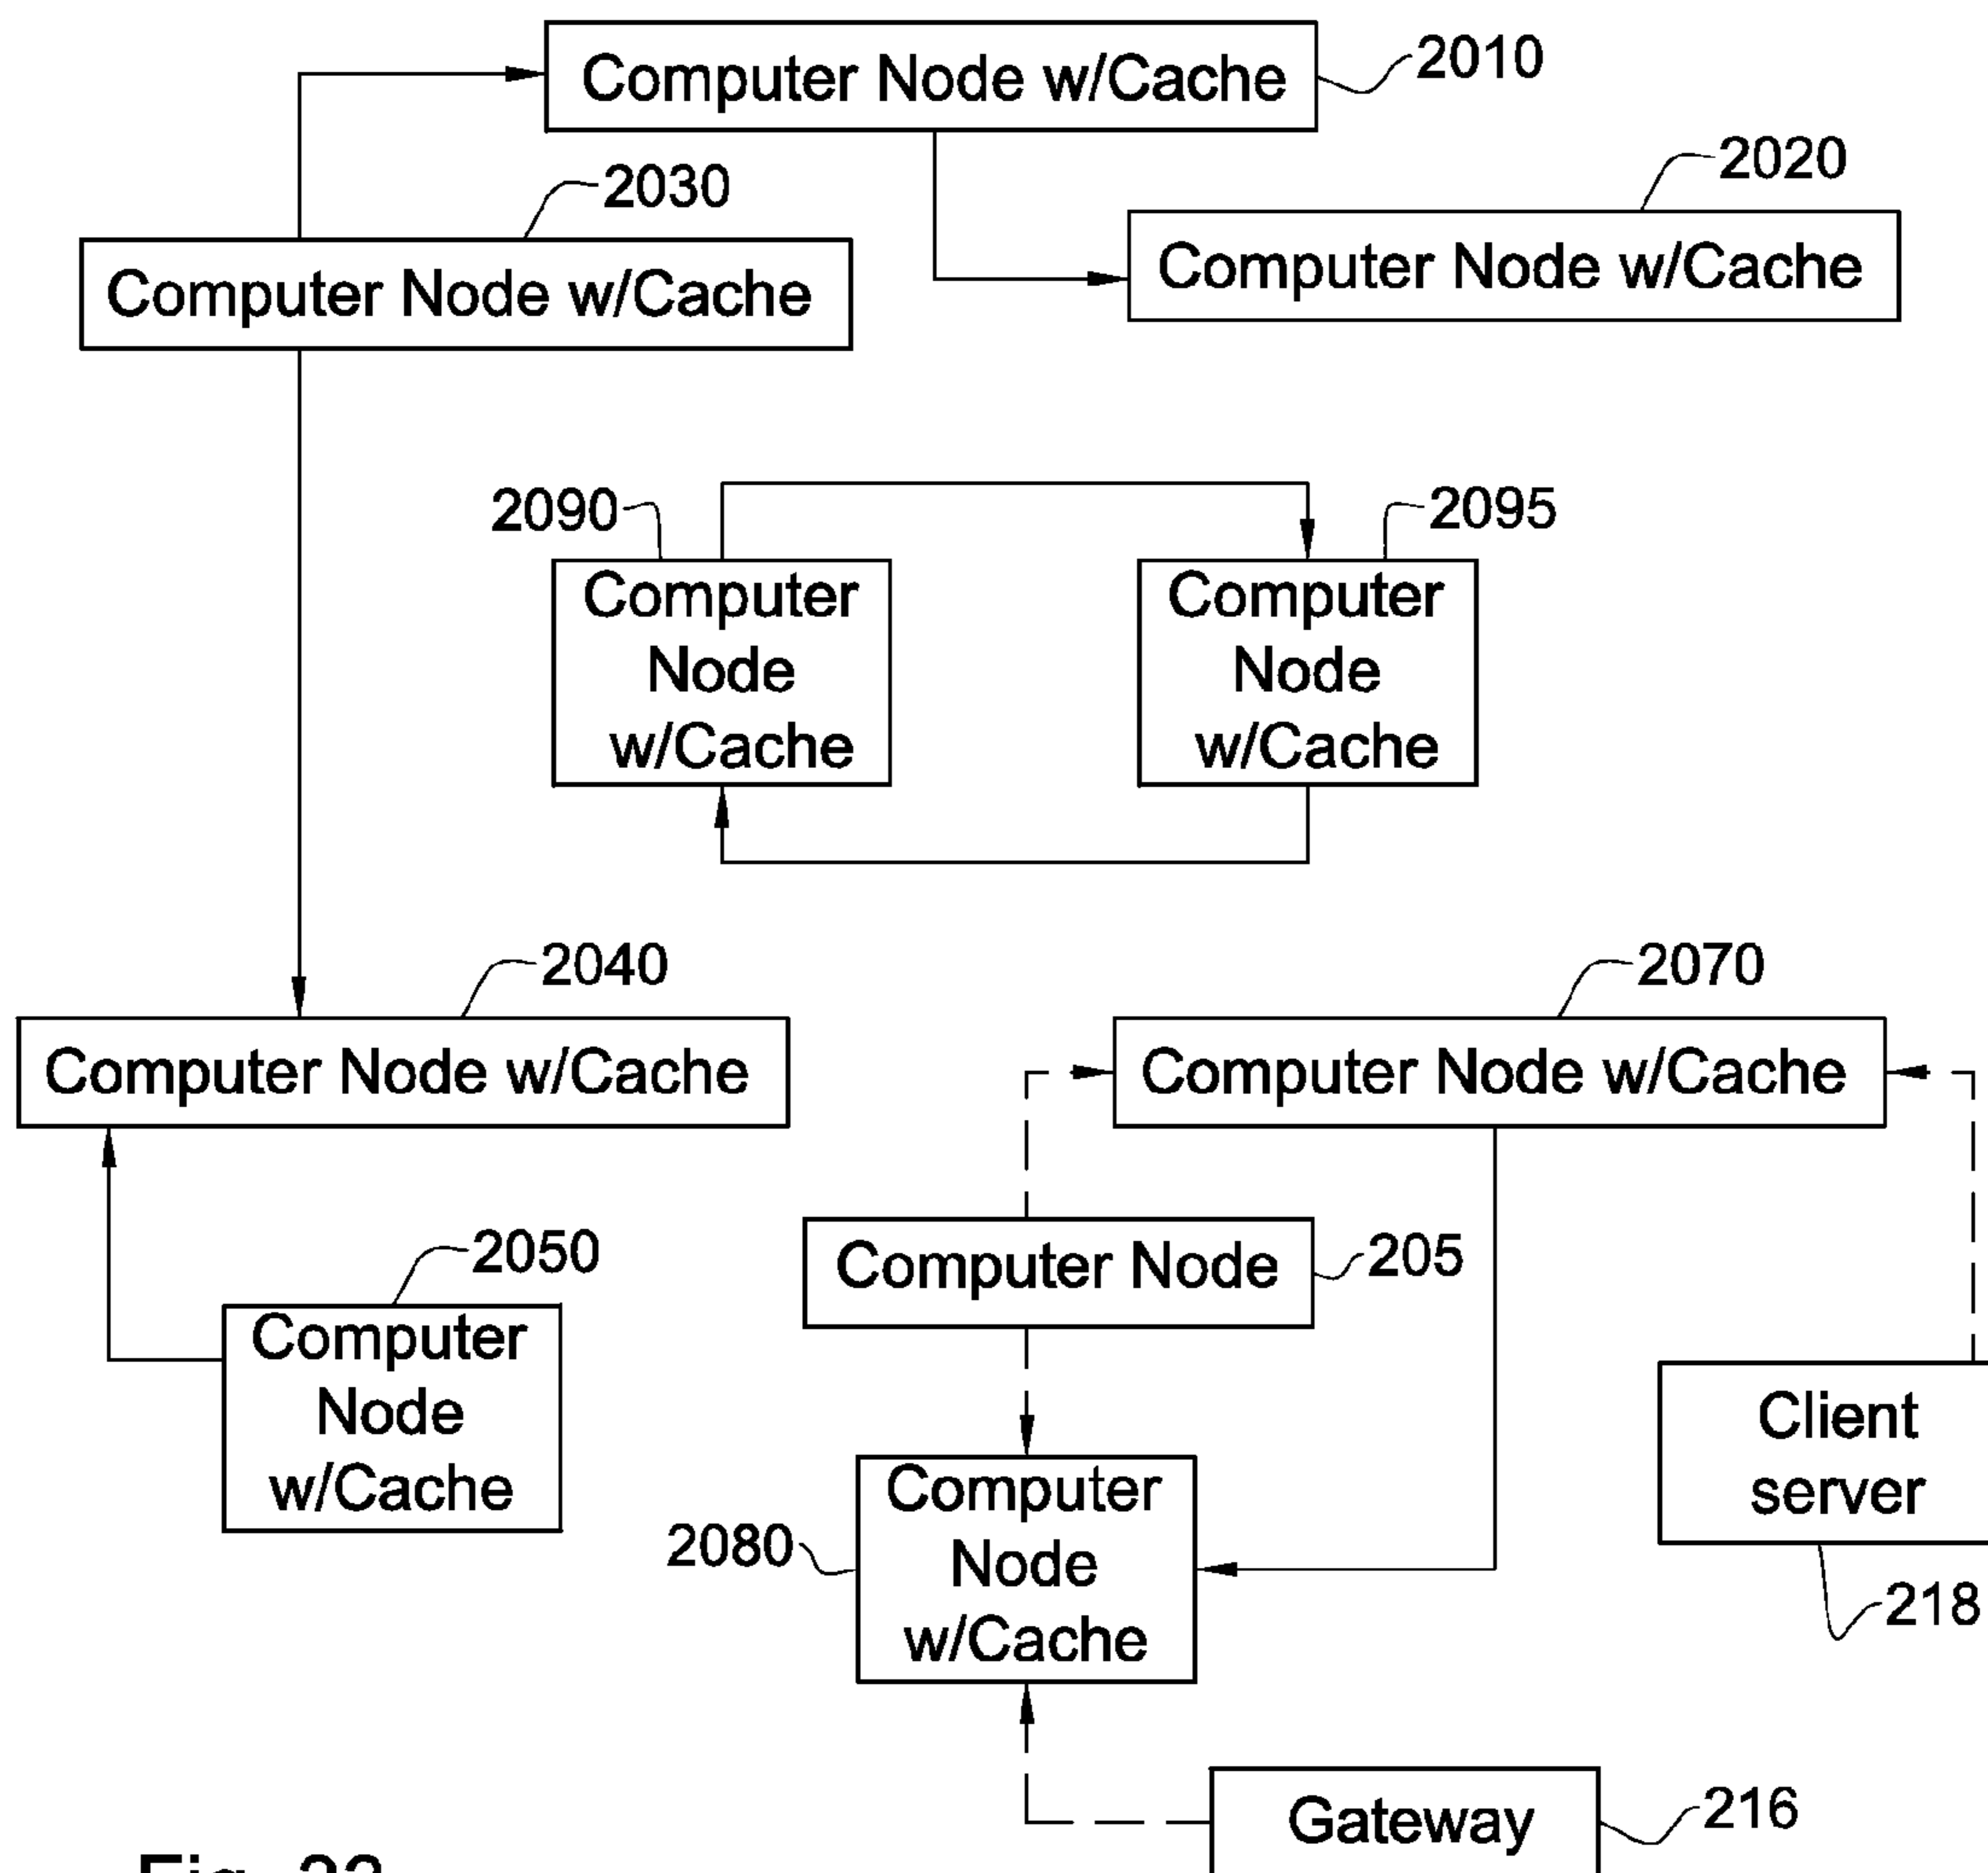 Computer Node w/Cache
2010
2020
2030
Computer Node w/Cache
Computer Node w/Cache
2090
2095
Computer
Node
w/Cache
Computer
Node
w/Cache
2040
2070
Computer Node w/Cache
Computer Node w/Cache
2050
Computer Node
205
Computer
Node
w/Cache
Client
server
2080
Computer
Node
w/Cache
218
Gateway
216